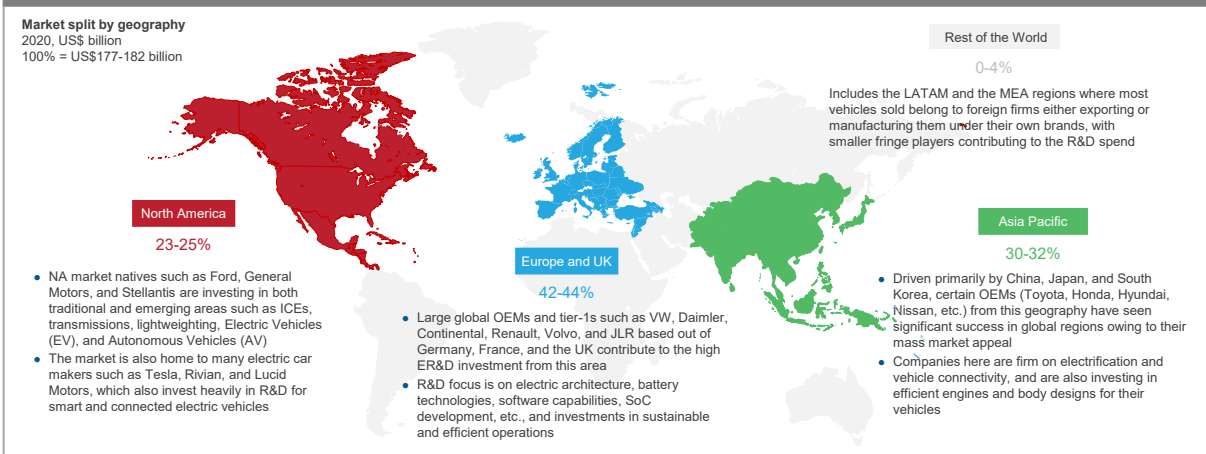 Market split by geography
2020, US$ billion
100% = US$177-182 billion
Rest of the World
0-4%
Includes the LATAM and the MEA regions where most
vehicles sold belong to foreign firms either exporting or
manufacturing them under their own brands, with
smaller fringe players contributing to the R&D spend
North America
23-25%
• NA market natives such as Ford, General
Motors, and Stellantis are investing in both
traditional and emerging areas such as ICEs,
transmissions, lightweighting, Electric Vehicles
(EV), and Autonomous Vehicles (AV)
• The market is also home to many electric car
makers such as Tesla, Rivian, and Lucid
Motors, which also invest heavily in R&D for
smart and connected electric vehicles
Europe and UK
42-44%
• Large global OEMs and tier-1s such as VW, Daimler,
Continental, Renault, Volvo, and JLR based out of
Germany, France, and the UK contribute to the high
ER&D investment from this area
• R&D focus is on electric architecture, battery
technologies, software capabilities, SoC
development, etc., and investments in sustainable
and efficient operations
Asia Pacific
30-32%
• Driven primarily by China, Japan, and South
Korea, certain OEMs (Toyota, Honda, Hyundai,
Nissan, etc.) from this geography have seen
significant success in global regions owing to their
mass market appeal
• Companies here are firm on electrification and
vehicle connectivity, and are also investing in
efficient engines and body designs for their
vehicles